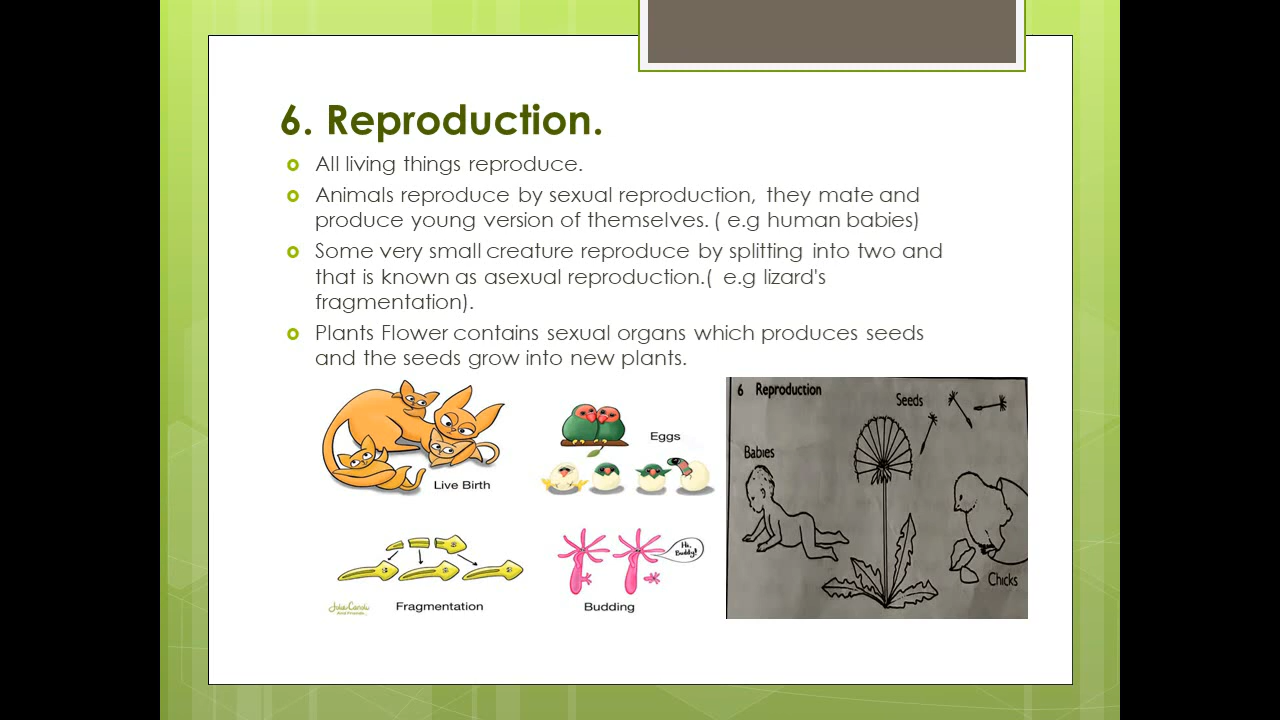 6. Reproduction.
All living things reproduce.
Animals reproduce by sexual reproduction, they mate and
produce young version of themselves. ( e.g human babies)
Some very small creature reproduce by splitting into two and
that is known as asexual reproduction.( e.g lizard's
fragmentation).
Plants Flower contains sexual organs which produces seeds
and the seeds grow into new plants.
Live Birth
Eggs
Fragmentation
Budding
Hi,
Buddy!
And Friends
6 Reproduction
Seeds
Babies
Chicks